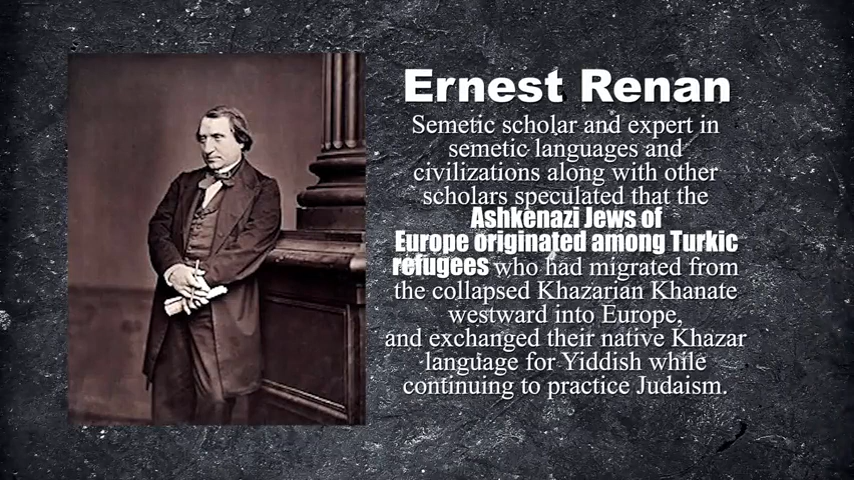 Ernest Renan
Semetic scholar and expert in
semetic languages and
civilizations along with other
scholars speculated that the
Ashkenazi Jews of
Europe originated among Turkic
refugees who had migrated from
the collapsed Khazarian Khanate
westward into Europe,
and exchanged their native Khazar
language for Yiddish while
continuing to practice Judaism.